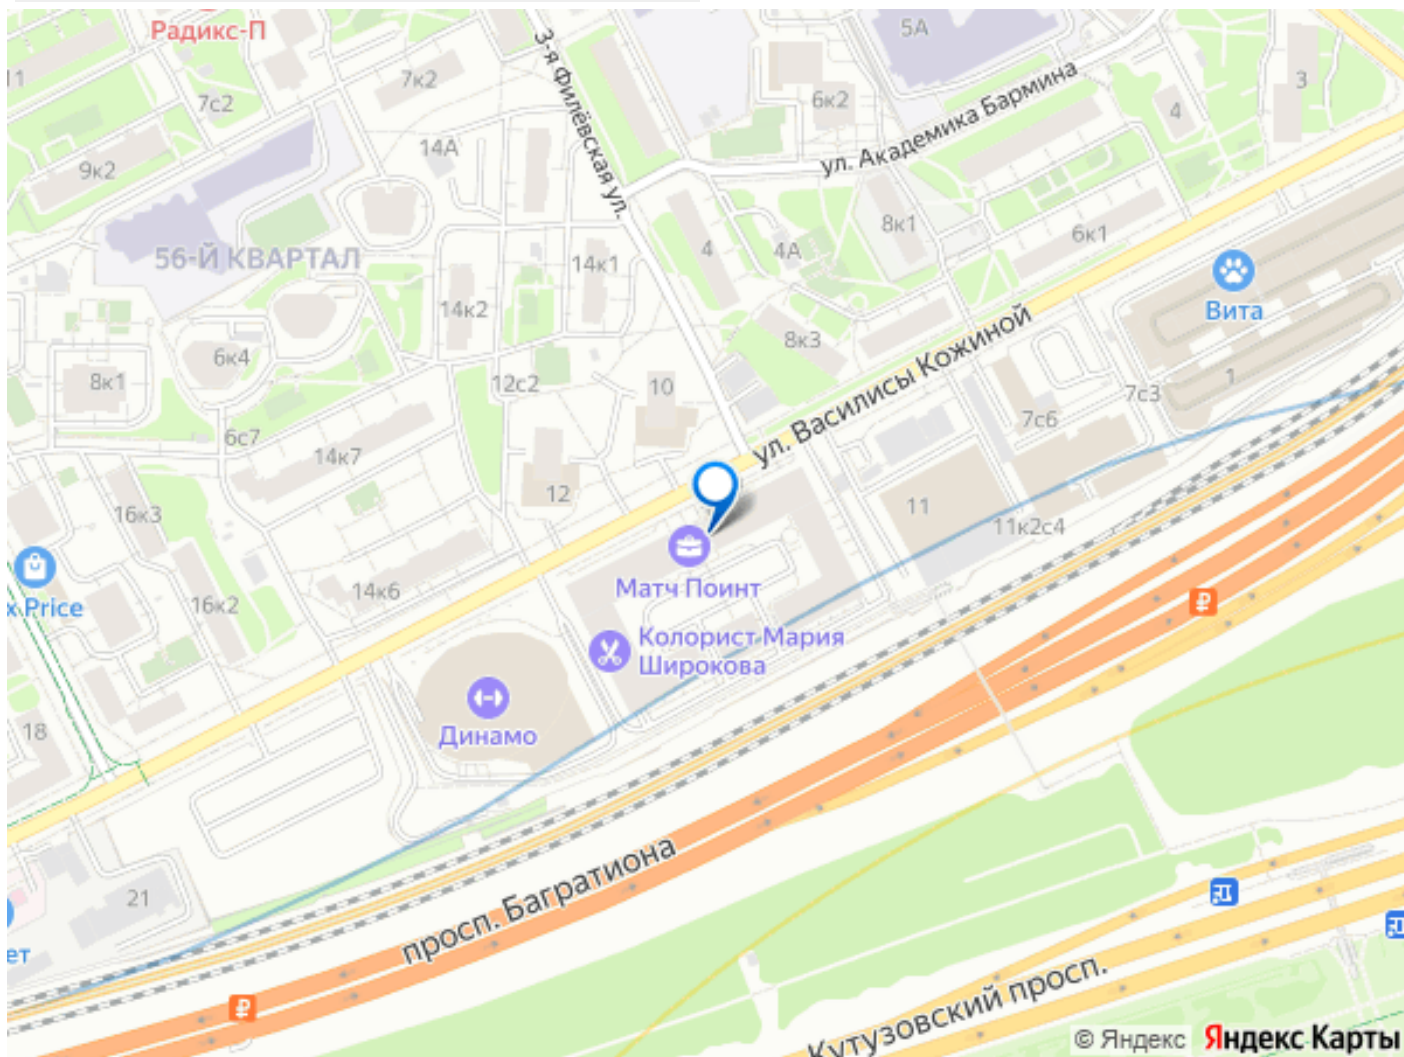 Радикс-П
5А
11
7к2
3
3-я Филёвская ул.
7с2
6к2
4
ул. Академика Бармина
14А
9к2
8к1
6к1
56-Й КВАРТАЛ
14к1
4
4А
14к2
Вита
8к3
ул. Василисы Кожиной
6к4
8к1
12с2
10
1
7с3
7с6
6с7
14к7
12
11
11к2с4
16к3
Матч Поинт
x Price
16к2
14к6
Колорист Мария
Широкова
18
Динамо
просп. Багратиона
21
ет
Кутузовский просп.
© Яндекс Яндекс Карты